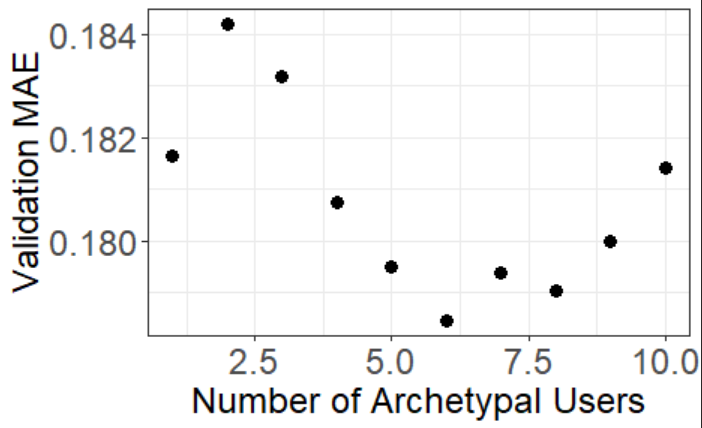 Validation MAE
0.184
0.182
0.180
2.5 5.0 7.5 10.0
Number of Archetypal Users